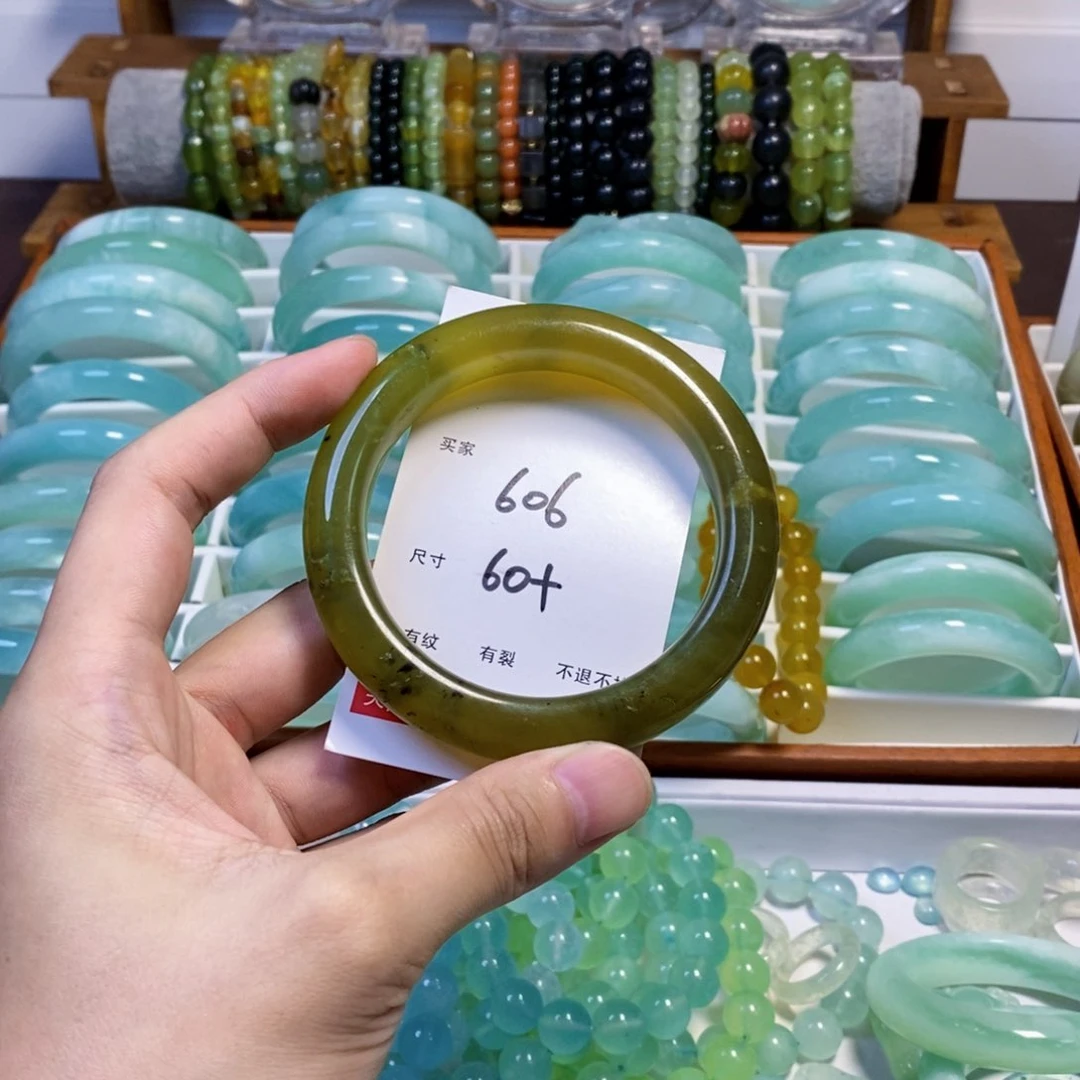 买家
606
尺寸
60+
有纹 有裂 不退不